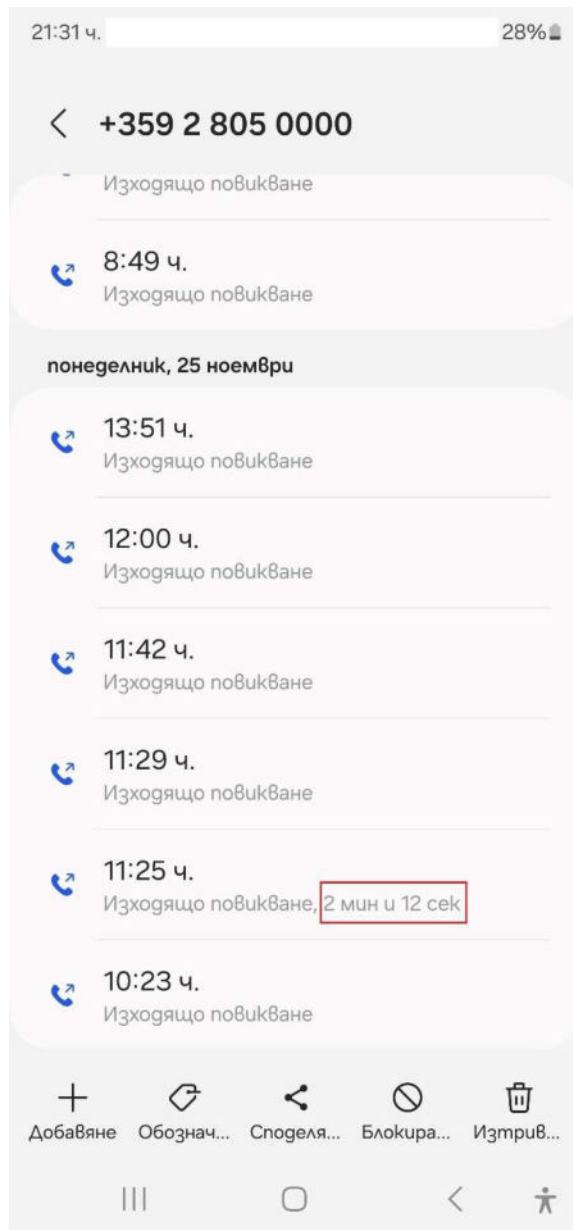 21:31 ч. 28%
+359 2 805 0000
Изходящо повикване
8:49 ч.
Изходящо повикване
понеделник, 25 ноември
13:51 ч.
Изходящо повикване
12:00 ч.
Изходящо повикване
11:42 ч.
Изходящо повикване
11:29 ч.
Изходящо повикване
11:25 ч.
Изходящо повикване, 2 мин и 12 сек
10:23 ч.
Изходящо повикване
Добавяне Обознач... Споделя... Блокира... Изтрив...